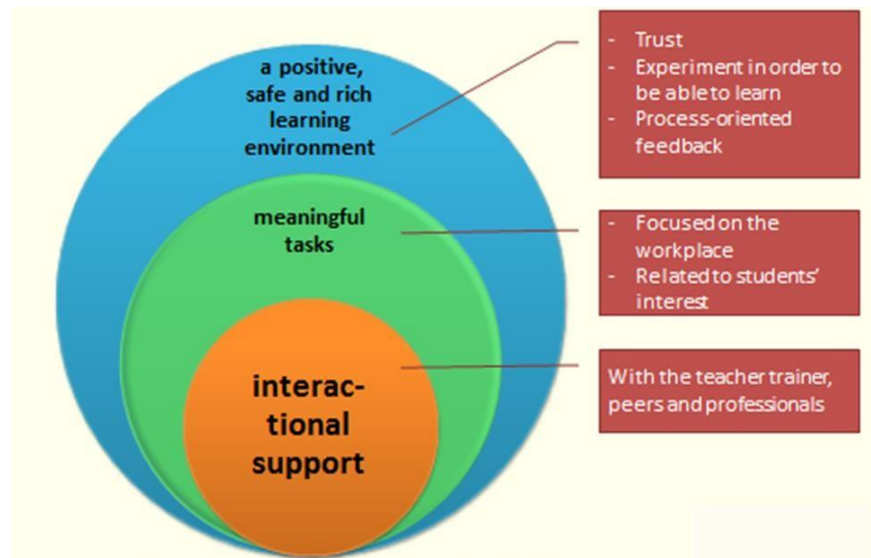 a positive,
safe and rich
learning
environment
meaningful
tasks
interac-
tional
support
- Trust
- Experiment in order to
be able to learn
- Process-oriented
feedback
- Focused on the
workplace
- Related to students’
interest
With the teacher trainer,
peers and professionals